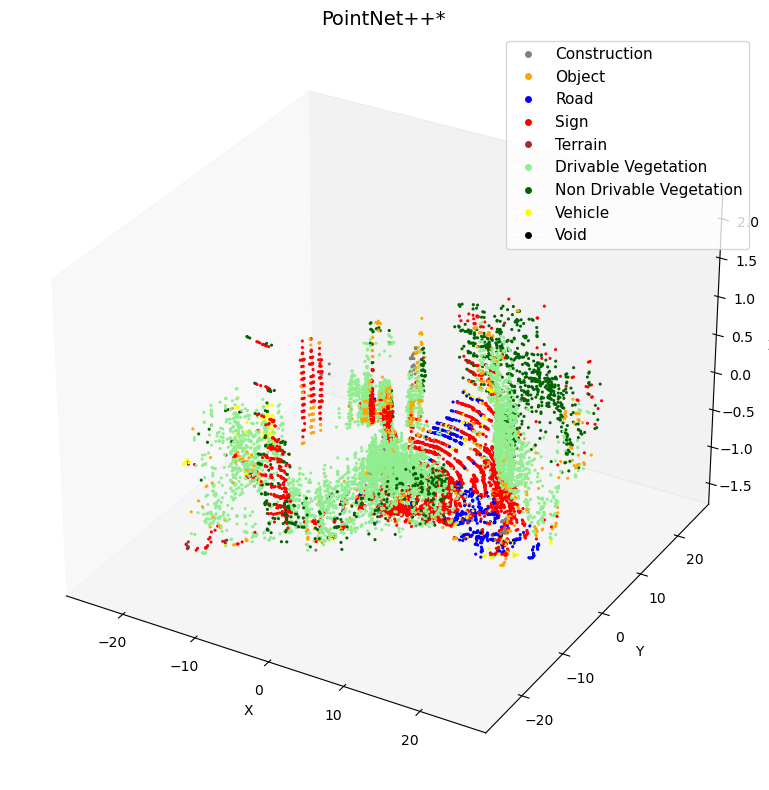 PointNet++*
Construction
Object
Road
Sign
Terrain
Drivable Vegetation
Non Drivable Vegetation
Vehicle
Void
2.0
1.5
1.0
0.5
0.0
−0.5
−1.0
−1.5
20
10
0
−10
−20
Y
−20
−10
0
10
20
X